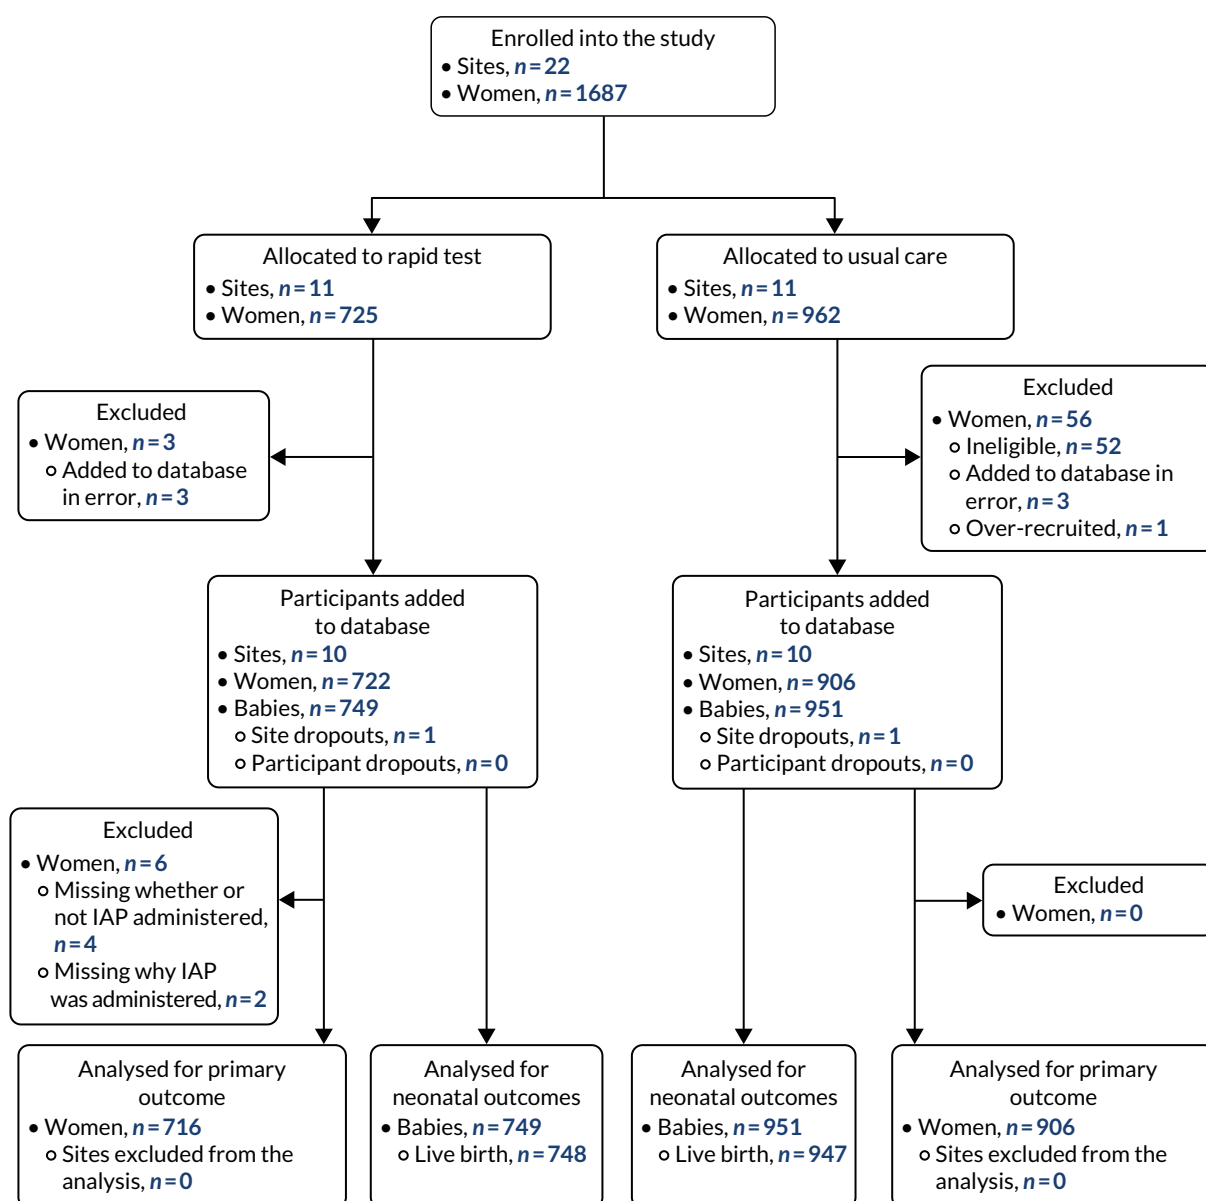 Enrolled into the study
• Sites, n=22
• Women, n=1687
Allocated to rapid test
• Sites, n=11
• Women, n=725
Allocated to usual care
• Sites, n=11
• Women, n=962
Excluded
• Women, n=3
Added to database
in error, n=3
Excluded
• Women, n=56
Ineligible, n=52
Added to database in
error, n=3
Over-recruited, n=1
Participants added
to database
• Sites, n=10
• Women, n=722
• Babies, n=749
Site dropouts, n=1
Participant dropouts, n=0
Participants added
to database
• Sites, n=10
• Women, n=906
• Babies, n=951
Site dropouts, n=1
Participant dropouts, n=0
Excluded
• Women, n=6
Missing whether or
not IAP administered,
n=4
Missing why IAP
was administered, n=2
Excluded
• Women, n=0
Analysed for primary
outcome
• Women, n=716
Sites excluded from the
analysis, n=0
Analysed for
neonatal outcomes
• Babies, n=749
Live birth, n=748
Analysed for
neonatal outcomes
• Babies, n=951
Live birth, n=947
Analysed for primary
outcome
• Women, n=906
Sites excluded from the
analysis, n=0